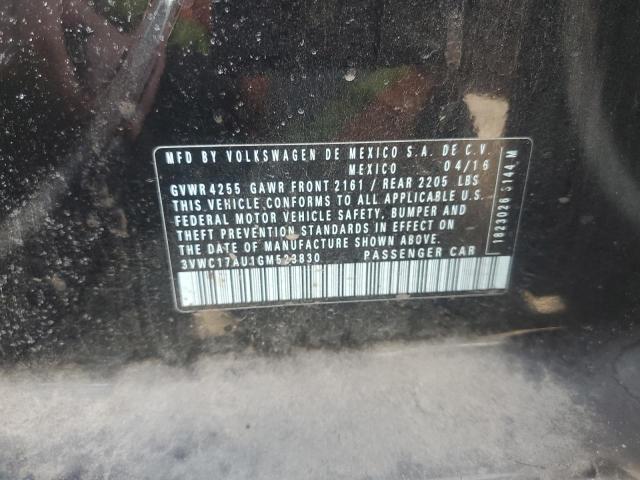 MFD BY VOLKSWAGEN DE MEXICO S.A. DE C.V.
MEXICO 04/16
GVWR 4255 GAWR FRONT 2161 / REAR 2205 LBS
THIS VEHICLE CONFORMS TO ALL APPLICABLE U.S.
FEDERAL MOTOR VEHICLE SAFETY, BUMPER AND
THEFT PREVENTION STANDARDS IN EFFECT ON
THE DATE OF MANUFACTURE SHOWN ABOVE.
3VWC17AU1GM523830 PASSENGER CAR
1823026 5144 M